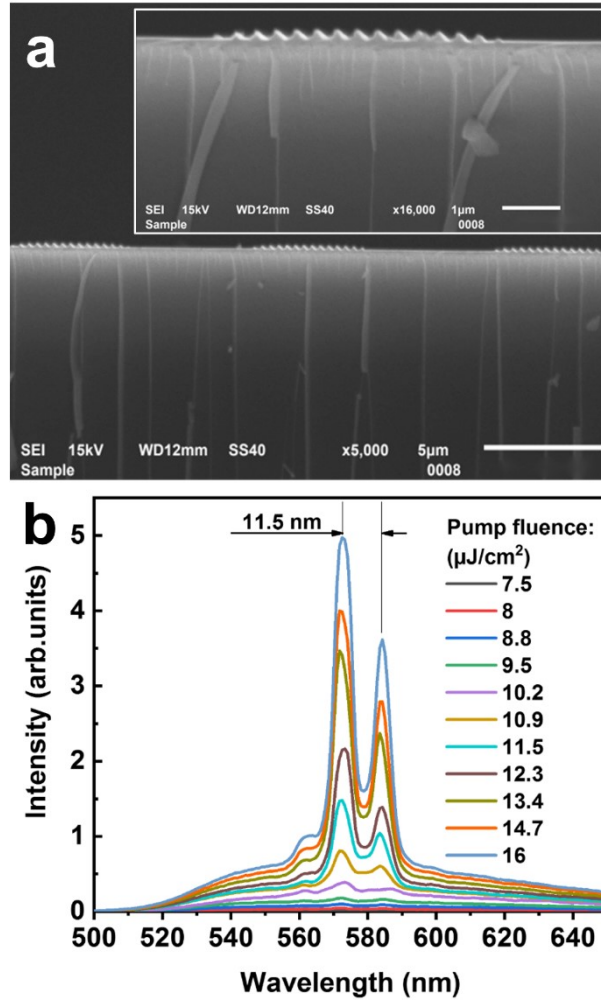 a
SEI 15kV WD12mm SS40 x16,000 1µm
Sample 0008
SEI 15kV WD12mm SS40 x5,000 5µm
Sample 0008
b
11.5 nm
Pump fluence:
(µJ/cm²)
7.5
8
8.8
9.5
10.2
10.9
11.5
12.3
13.4
14.7
16
Intensity (arb.units)
5
4
3
2
1
0
500 520 540 560 580 600 620 640
Wavelength (nm)